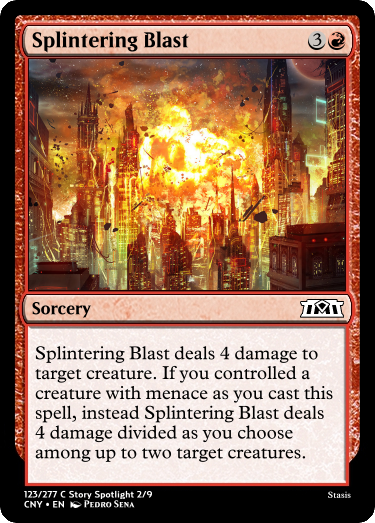 Splintering Blast 3
Sorcery
Splintering Blast deals 4 damage to
target creature. If you controlled a
creature with menace as you cast this
spell, instead Splintering Blast deals
4 damage divided as you choose
among up to two target creatures.
123/277 C Story Spotlight 2/9
CNY • EN Pedro Sena
Stasis